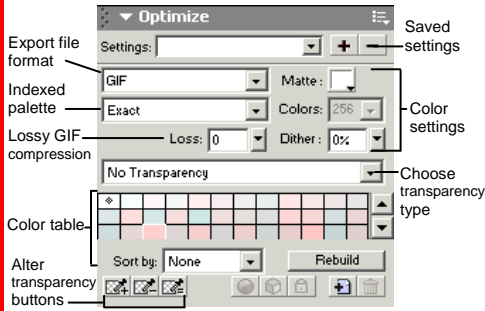 Optimize
Saved
settings
Settings:
Export file
format
GIF
Matte:
Indexed
palette
Exact
Colors: 256
Color
settings
Lossy GIF
compression
Loss: 0
Dither: 0%
No Transparency
Choose
transparency
type
Color table
Sort by: None
Rebuild
Alter
transparency
buttons